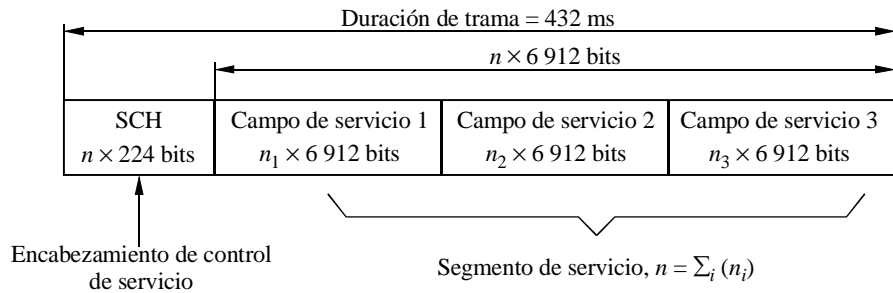 Duración de trama = 432 ms
n × 6 912 bits
SCH
n × 224 bits
Campo de servicio 1
n₁ × 6 912 bits
Campo de servicio 2
n₂ × 6 912 bits
Campo de servicio 3
n₃ × 6 912 bits
Encabezamiento de control
de servicio
Segmento de servicio, n = ∑ᵢ (nᵢ)